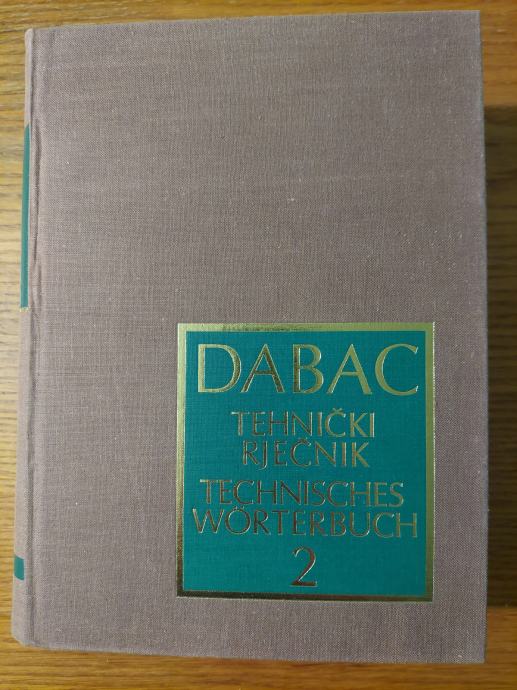 DABAC
TEHNIČKI
RJEČNIK
TECHNISCHES
WÖRTERBUCH
2